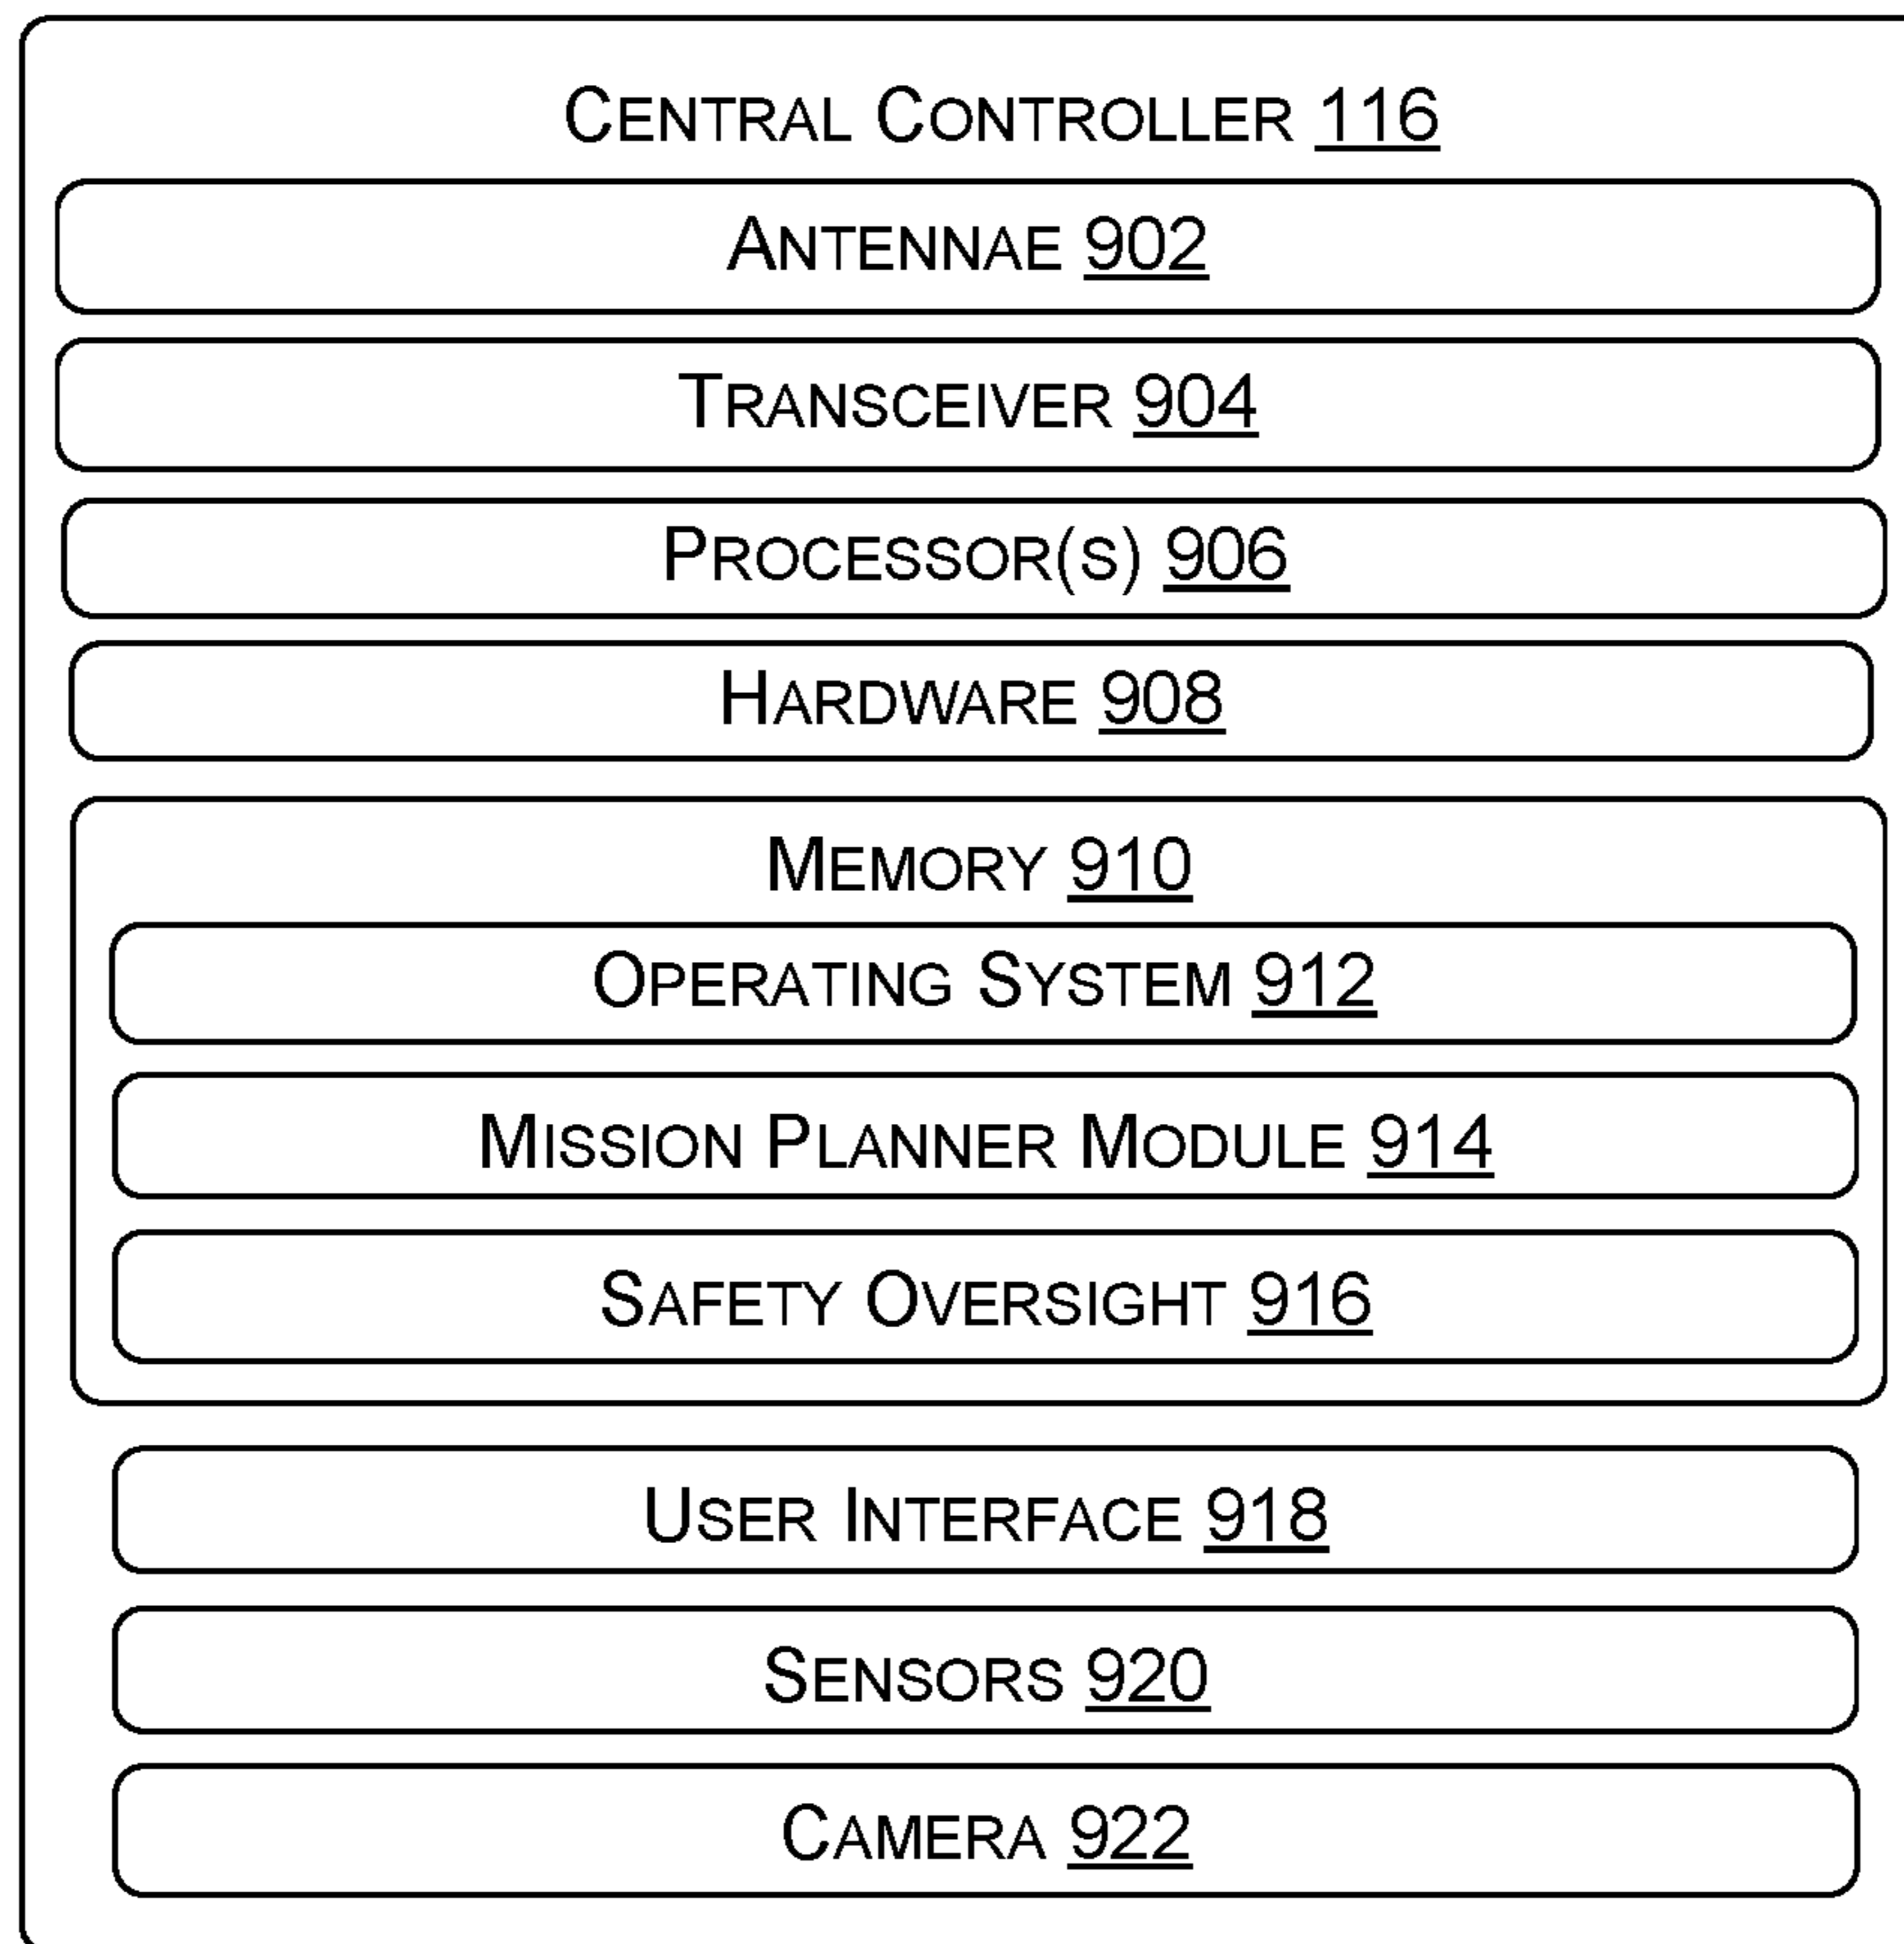 CENTRAL CONTROLLER 116
ANTENNAE 902
TRANSCEIVER 904
PROCESSOR(S) 906
HARDWARE 908
MEMORY 910
OPERATING SYSTEM 912
MISSION PLANNER MODULE 914
SAFETY OVERSIGHT 916
USER INTERFACE 918
SENSORS 920
CAMERA 922